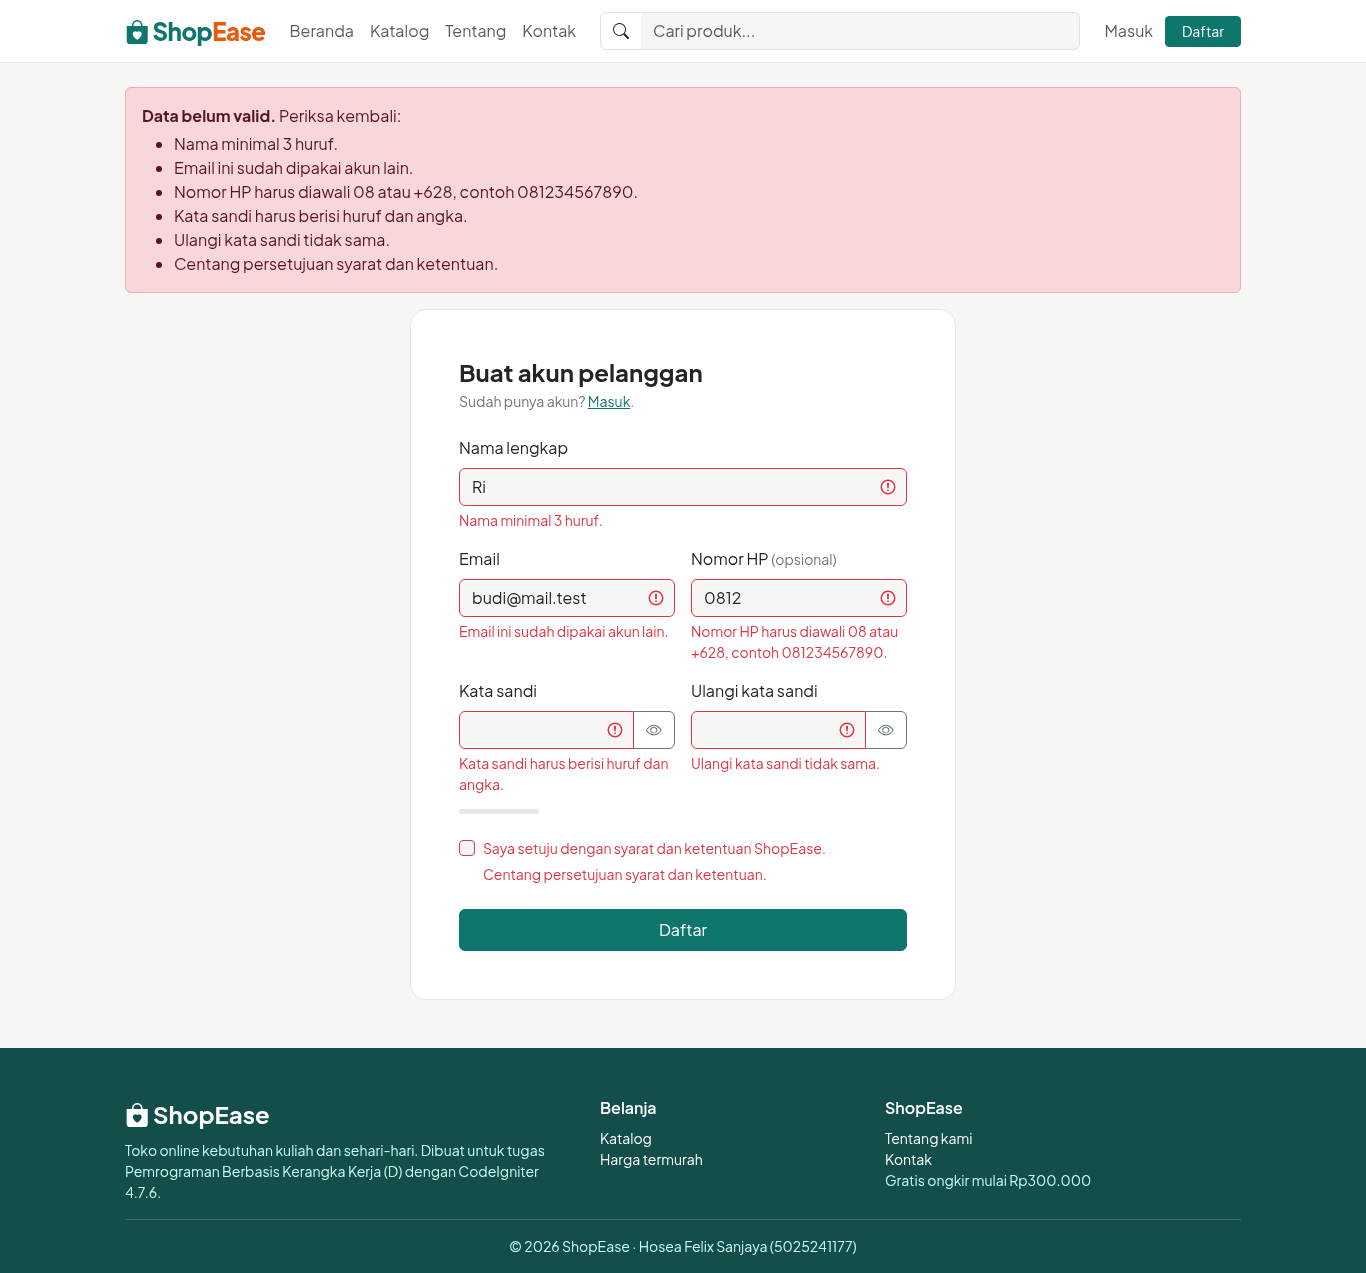 ShopEase
Beranda
Katalog
Tentang
Kontak
Cari produk...
Masuk
Daftar
Data belum valid. Periksa kembali:
Nama minimal 3 huruf.
Email ini sudah dipakai akun lain.
Nomor HP harus diawali 08 atau +628, contoh 081234567890.
Kata sandi harus berisi huruf dan angka.
Ulangi kata sandi tidak sama.
Centang persetujuan syarat dan ketentuan.
Buat akun pelanggan
Sudah punya akun? Masuk.
Nama lengkap
Ri
Nama minimal 3 huruf.
Email
budi@mail.test
Email ini sudah dipakai akun lain.
Nomor HP (opsional)
0812
Nomor HP harus diawali 08 atau
+628, contoh 081234567890.
Kata sandi
Kata sandi harus berisi huruf dan
angka.
Ulangi kata sandi
Ulangi kata sandi tidak sama.
Saya setuju dengan syarat dan ketentuan ShopEase.
Centang persetujuan syarat dan ketentuan.
Daftar
ShopEase
Toko online kebutuhan kuliah dan sehari-hari. Dibuat untuk tugas
Pemrograman Berbasis Kerangka Kerja (D) dengan CodeIgniter
4.7.6.
Belanja
Katalog
Harga termurah
ShopEase
Tentang kami
Kontak
Gratis ongkir mulai Rp300.000
© 2026 ShopEase · Hosea Felix Sanjaya (5025241177)